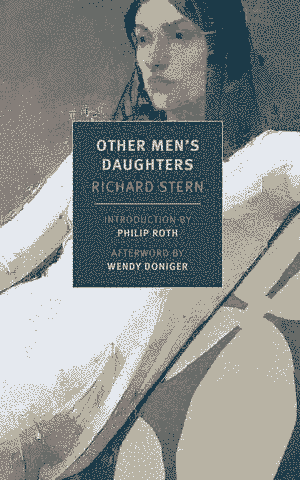 OTHER MEN'S
DAUGHTERS
RICHARD STERN
INTRODUCTION BY
PHILIP ROTH
AFTERWORD BY
WENDY DONIGER